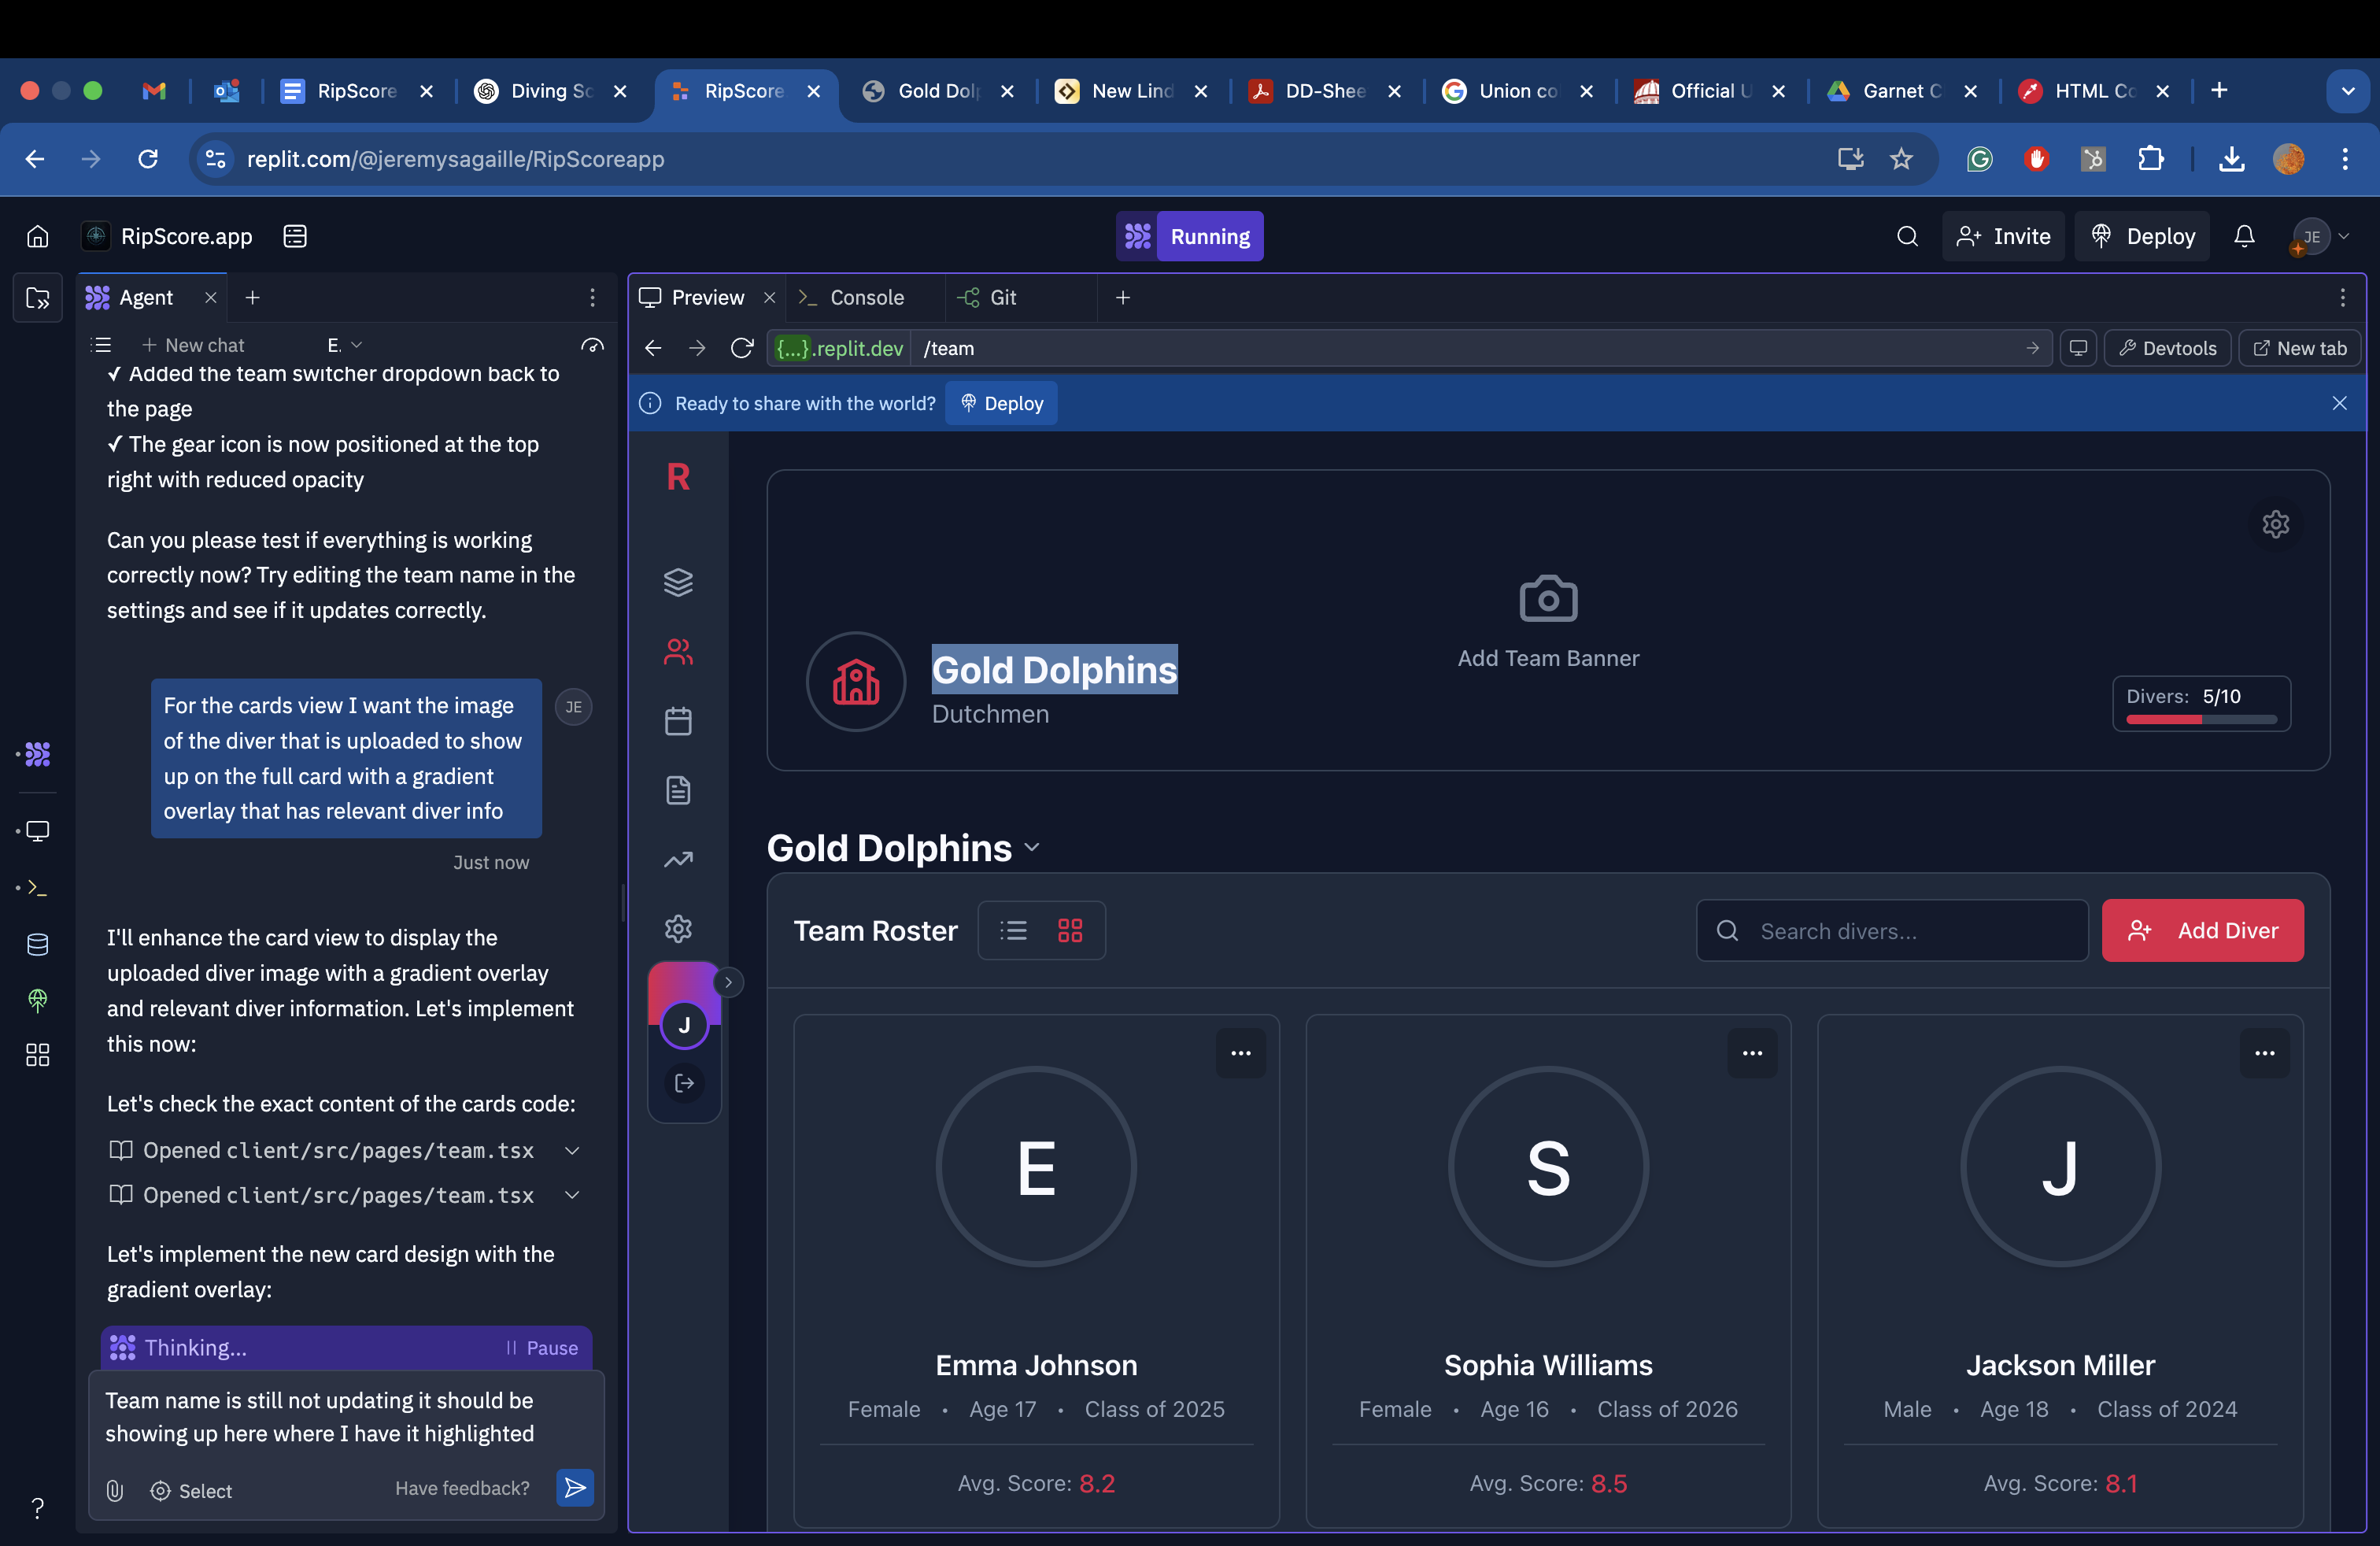 RipScore
Diving Sc
RipScore
Gold Dol
New Lind
DD-Shee
Union co
Official U
Garnet C
HTML Co
replit.com/@jeremysagaille/RipScoreapp
RipScore.app
Running
Invite
Deploy
JE
Agent
Preview
Console
Git
New chat
E.
{...}.replit.dev
/team
Devtools
New tab
Ready to share with the world?
Deploy
✓ Added the team switcher dropdown back to
the page
✓ The gear icon is now positioned at the top
right with reduced opacity
Can you please test if everything is working
correctly now? Try editing the team name in the
settings and see if it updates correctly.
For the cards view I want the image
of the diver that is uploaded to show
up on the full card with a gradient
overlay that has relevant diver info
JE
Just now
I'll enhance the card view to display the
uploaded diver image with a gradient overlay
and relevant diver information. Let's implement
this now:
Let's check the exact content of the cards code:
Opened client/src/pages/team.tsx
Opened client/src/pages/team.tsx
Let's implement the new card design with the
gradient overlay:
Thinking...
Pause
Team name is still not updating it should be
showing up here where I have it highlighted
Select
Have feedback?
?
R
J
Add Team Banner
Gold Dolphins
Dutchmen
Divers: 5/10
Gold Dolphins
Team Roster
Search divers...
Add Diver
E
Emma Johnson
Female • Age 17 • Class of 2025
Avg. Score: 8.2
S
Sophia Williams
Female • Age 16 • Class of 2026
Avg. Score: 8.5
J
Jackson Miller
Male • Age 18 • Class of 2024
Avg. Score: 8.1